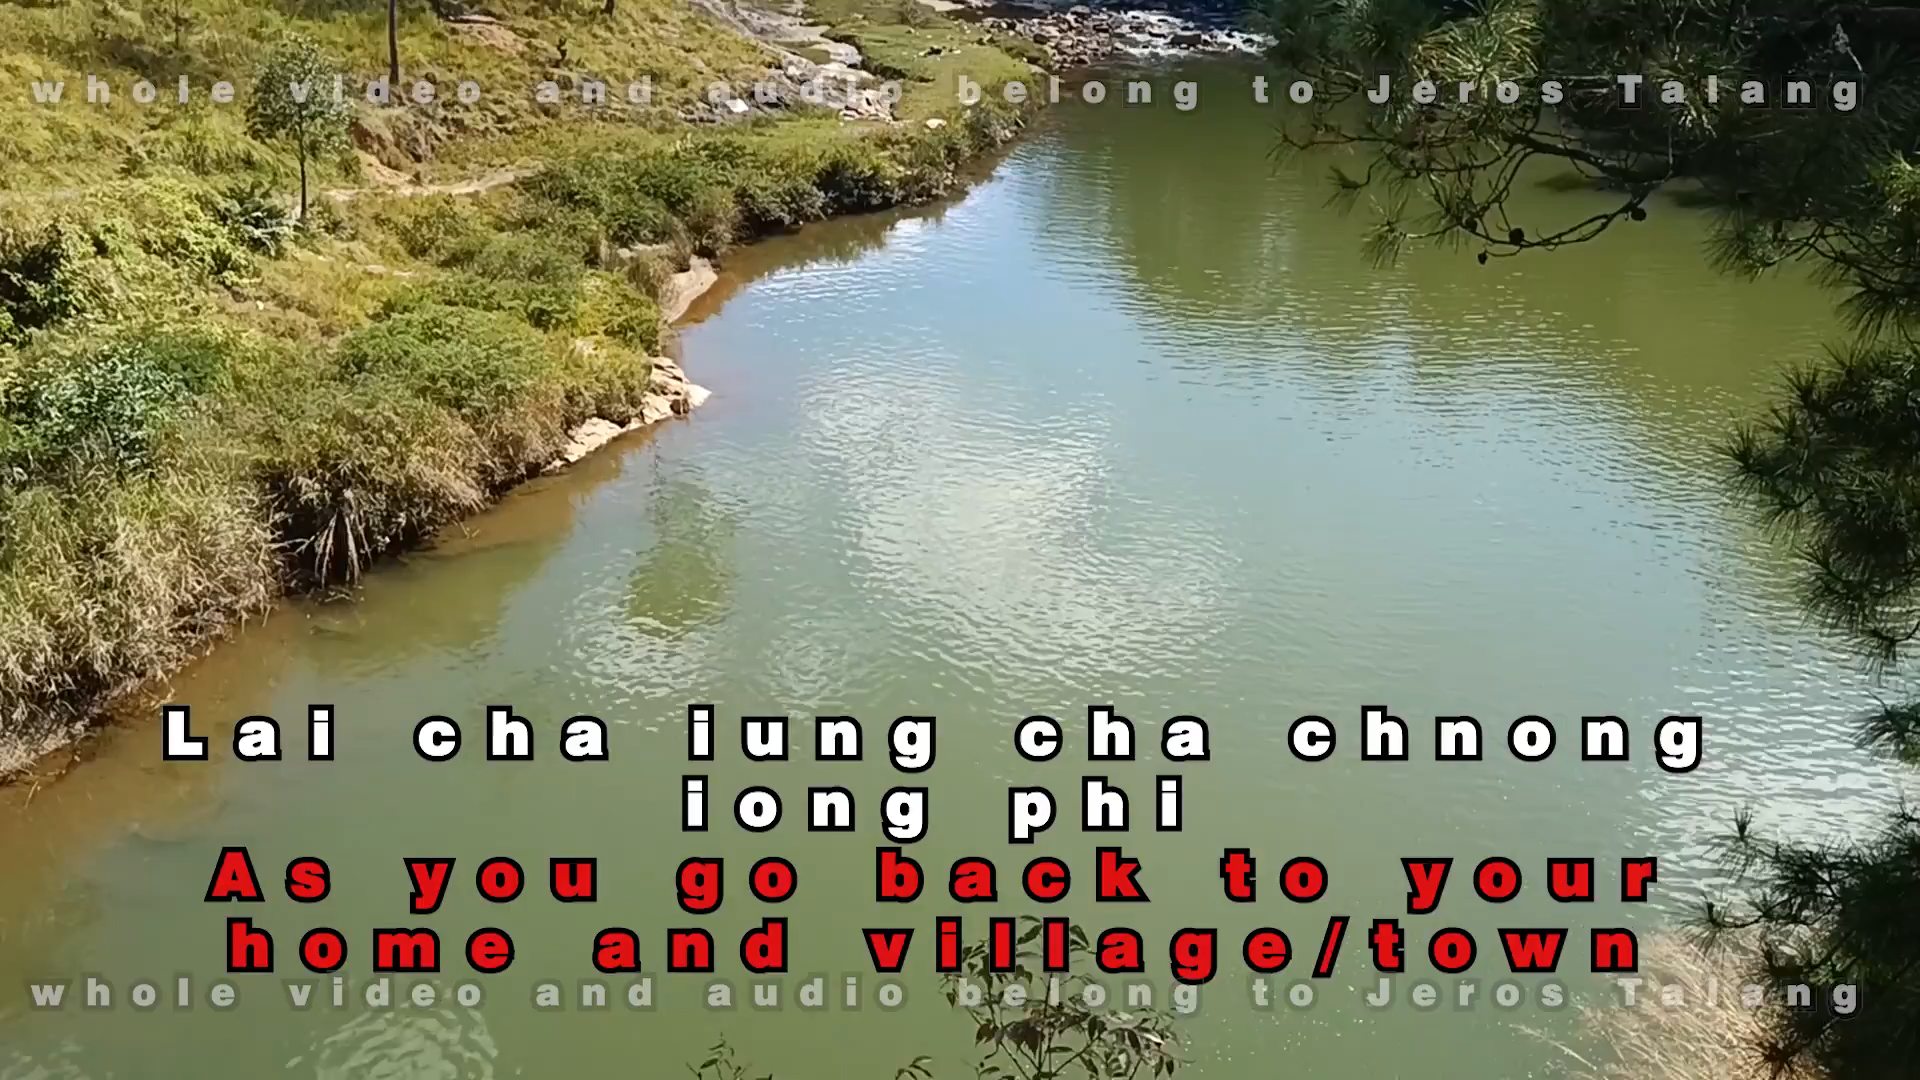 whole video and audio belong to Jeros Talang
Lai cha iung cha chnong
iong phi
As you go back to your
home and village/town
whole video and audio belong to Jeros Talang